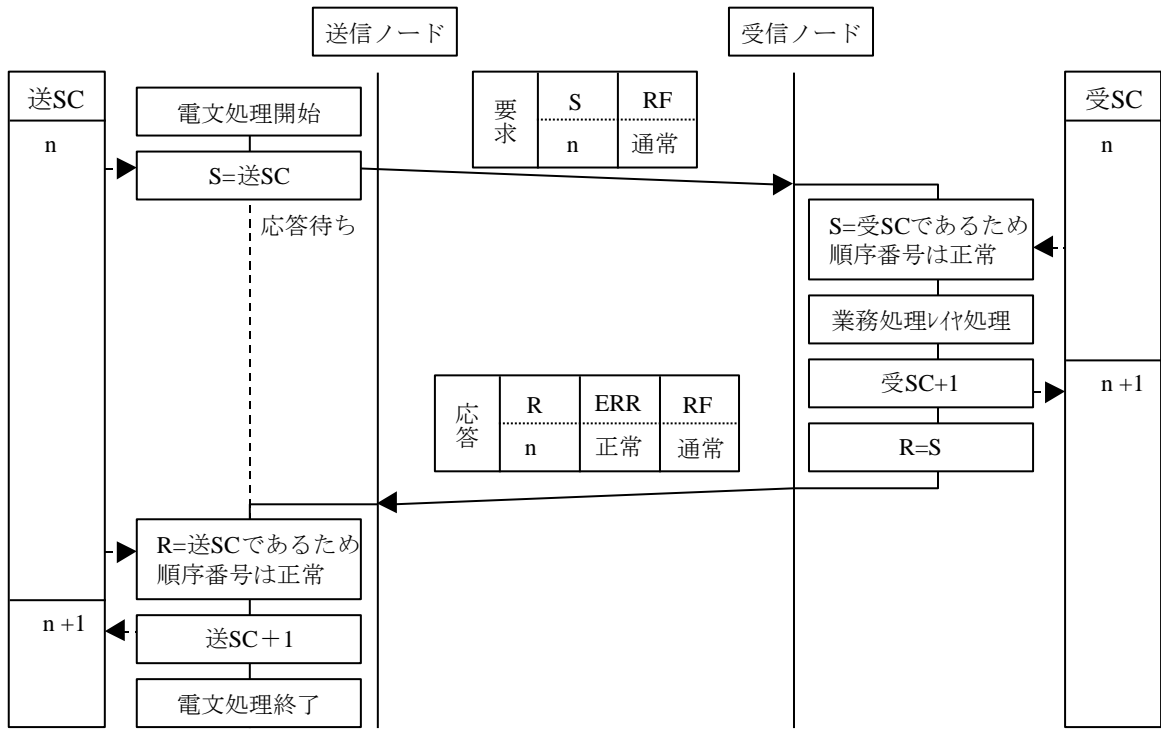 送信ノード
受信ノード
送SC
n
n +1
電文処理開始
S=送SC
応答待ち
R=送SCであるため
順序番号は正常
送SC＋1
電文処理終了
要求
S RF
n 通常
応答
R ERR RF
n 正常 通常
S=受SCであるため
順序番号は正常
業務処理ﾚｲﾔ処理
受SC+1
R=S
受SC
n
n +1